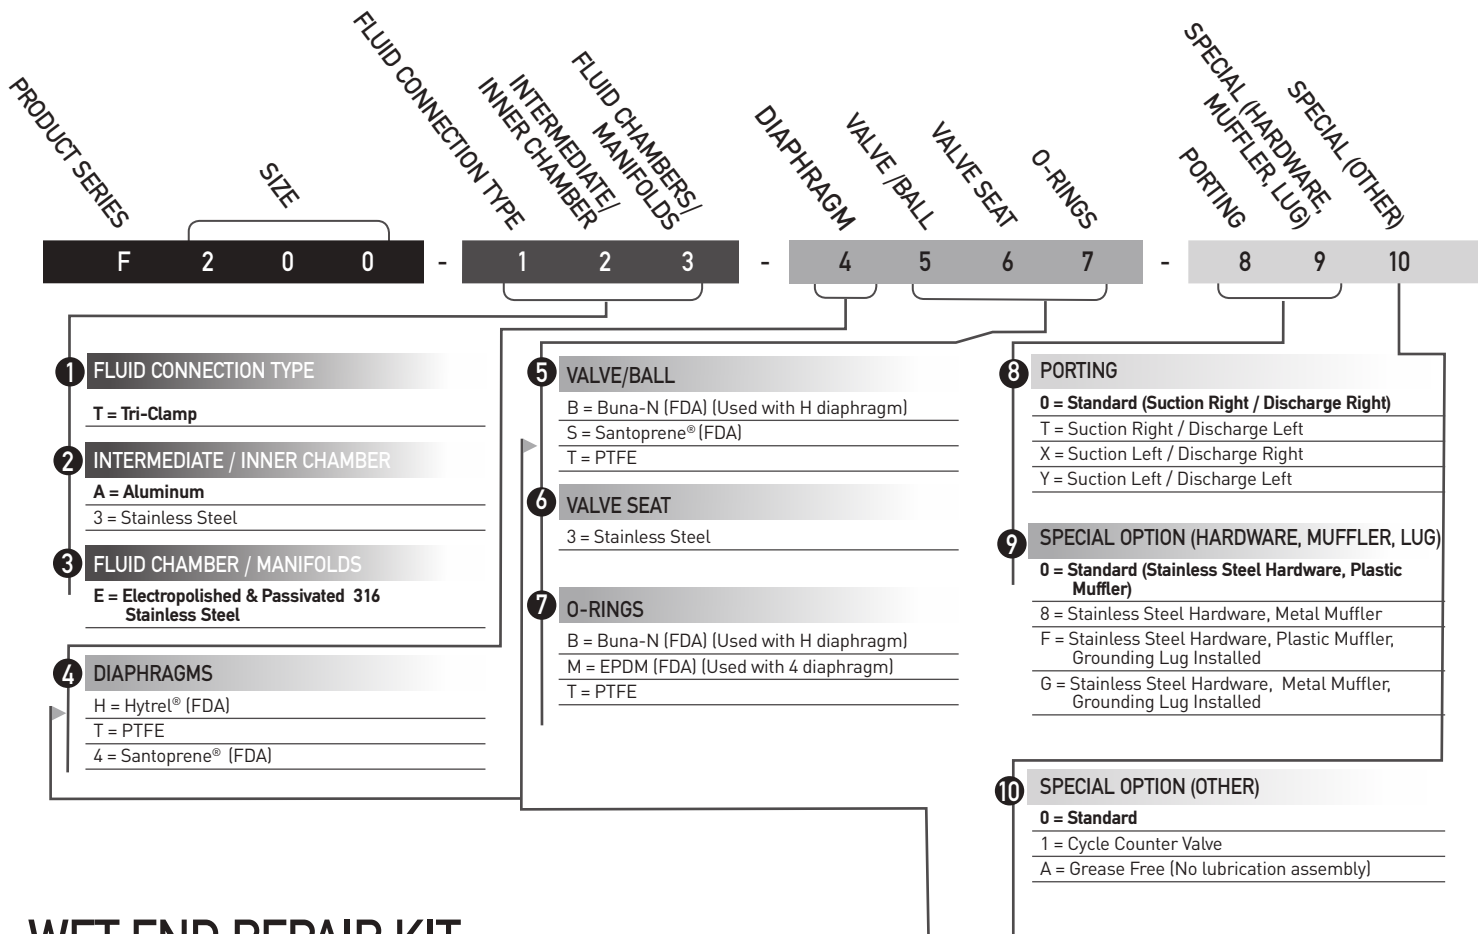 PRODUCT SERIES
SIZE
FLUID CONNECTION TYPE
INTERMEDIATE/
INNER CHAMBER
FLUID CHAMBERS/
MANIFOLDS
DIAPHRAGM
VALVE /BALL
VALVE SEAT
O-RINGS
PORTING
SPECIAL (HARDWARE,
MUFFLER, LUG)
SPECIAL (OTHER)
F 2 0 0 - 1 2 3 - 4 5 6 7 - 8 9 10
1 FLUID CONNECTION TYPE
T = Tri-Clamp
2 INTERMEDIATE / INNER CHAMBER
A = Aluminum
3 = Stainless Steel
3 FLUID CHAMBER / MANIFOLDS
E = Electropolished & Passivated 316
Stainless Steel
4 DIAPHRAGMS
H = Hytrel® (FDA)
T = PTFE
4 = Santoprene® (FDA)
5 VALVE/BALL
B = Buna-N (FDA) (Used with H diaphragm)
S = Santoprene® (FDA)
T = PTFE
6 VALVE SEAT
3 = Stainless Steel
7 O-RINGS
B = Buna-N (FDA) (Used with H diaphragm)
M = EPDM (FDA) (Used with 4 diaphragm)
T = PTFE
8 PORTING
0 = Standard (Suction Right / Discharge Right)
T = Suction Right / Discharge Left
X = Suction Left / Discharge Right
Y = Suction Left / Discharge Left
9 SPECIAL OPTION (HARDWARE, MUFFLER, LUG)
0 = Standard (Stainless Steel Hardware, Plastic
Muffler)
8 = Stainless Steel Hardware, Metal Muffler
F = Stainless Steel Hardware, Plastic Muffler,
Grounding Lug Installed
G = Stainless Steel Hardware, Metal Muffler,
Grounding Lug Installed
10 SPECIAL OPTION (OTHER)
0 = Standard
1 = Cycle Counter Valve
A = Grease Free (No lubrication assembly)
WET END REPAIR KIT